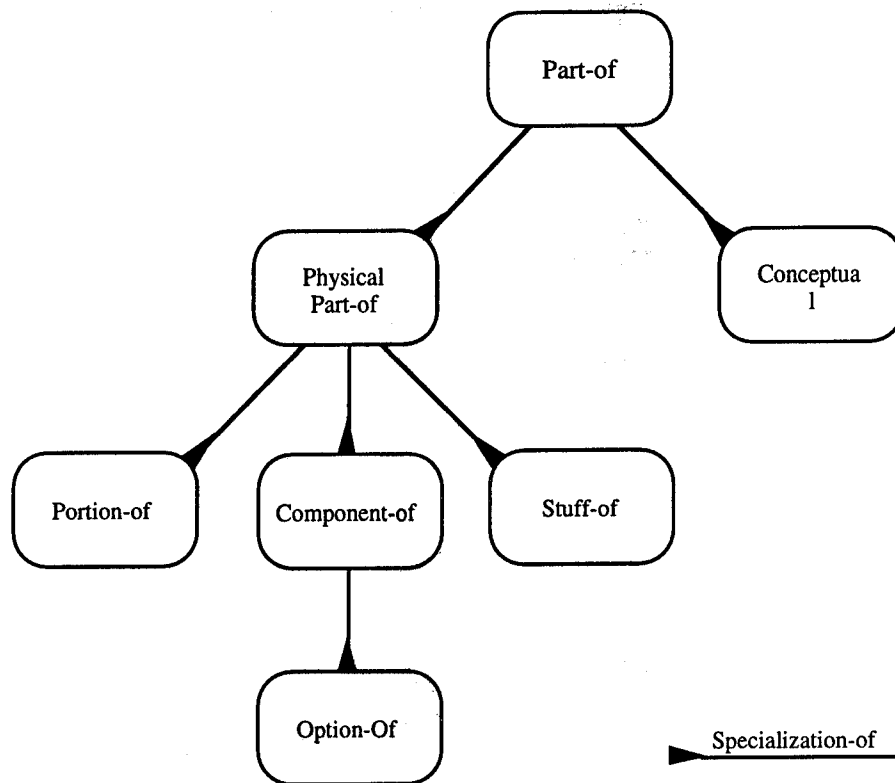 Part-of
Physical
Part-of
Conceptua
l
Portion-of
Component-of
Stuff-of
Option-Of
Specialization-of